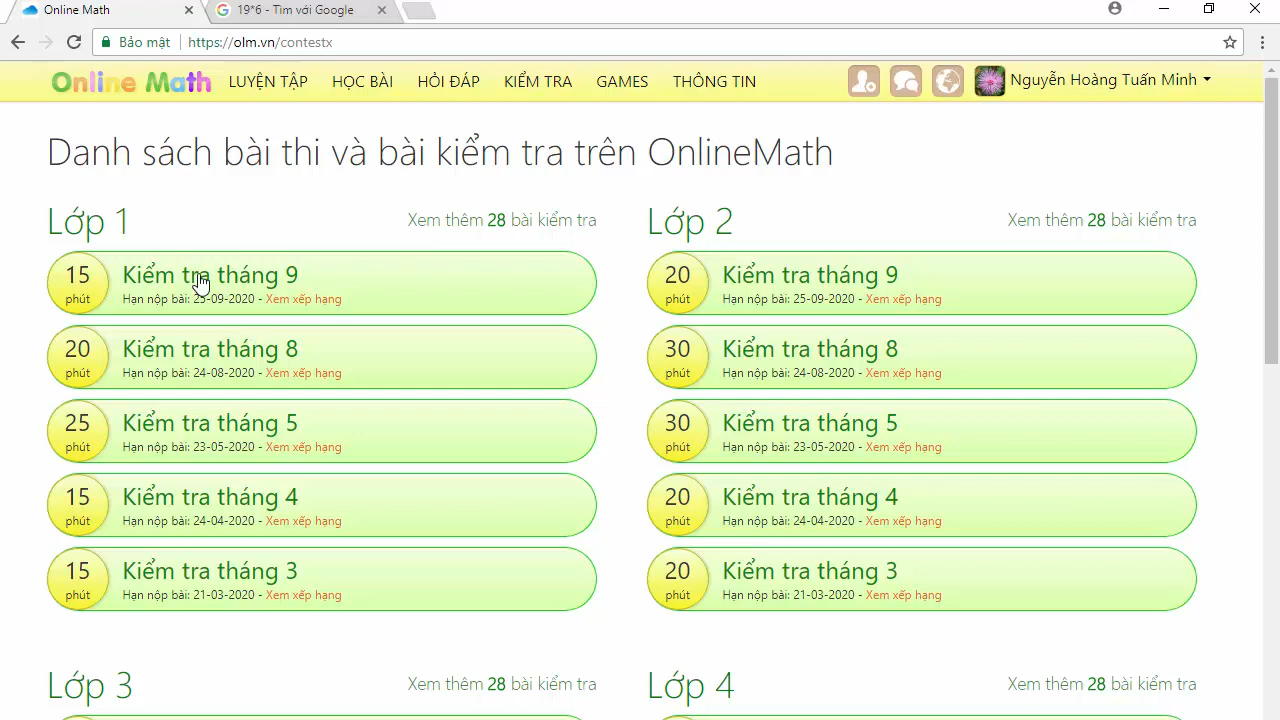 Online Math
19*6 - Tìm với Google
Bảo mật
https://olm.vn/contestx
Online Math
LUYỆN TẬP
HỌC BÀI
HỎI ĐÁP
KIỂM TRA
GAMES
THÔNG TIN
Nguyễn Hoàng Tuấn Minh
Danh sách bài thi và bài kiểm tra trên OnlineMath
Lớp 1
Xem thêm 28 bài kiểm tra
15 phút
Kiểm tra tháng 9
Hạn nộp bài: 25-09-2020 - Xem xếp hạng
20 phút
Kiểm tra tháng 8
Hạn nộp bài: 24-08-2020 - Xem xếp hạng
25 phút
Kiểm tra tháng 5
Hạn nộp bài: 23-05-2020 - Xem xếp hạng
15 phút
Kiểm tra tháng 4
Hạn nộp bài: 24-04-2020 - Xem xếp hạng
15 phút
Kiểm tra tháng 3
Hạn nộp bài: 21-03-2020 - Xem xếp hạng
Lớp 2
Xem thêm 28 bài kiểm tra
20 phút
Kiểm tra tháng 9
Hạn nộp bài: 25-09-2020 - Xem xếp hạng
30 phút
Kiểm tra tháng 8
Hạn nộp bài: 24-08-2020 - Xem xếp hạng
30 phút
Kiểm tra tháng 5
Hạn nộp bài: 23-05-2020 - Xem xếp hạng
20 phút
Kiểm tra tháng 4
Hạn nộp bài: 24-04-2020 - Xem xếp hạng
20 phút
Kiểm tra tháng 3
Hạn nộp bài: 21-03-2020 - Xem xếp hạng
Lớp 3
Xem thêm 28 bài kiểm tra
Lớp 4
Xem thêm 28 bài kiểm tra